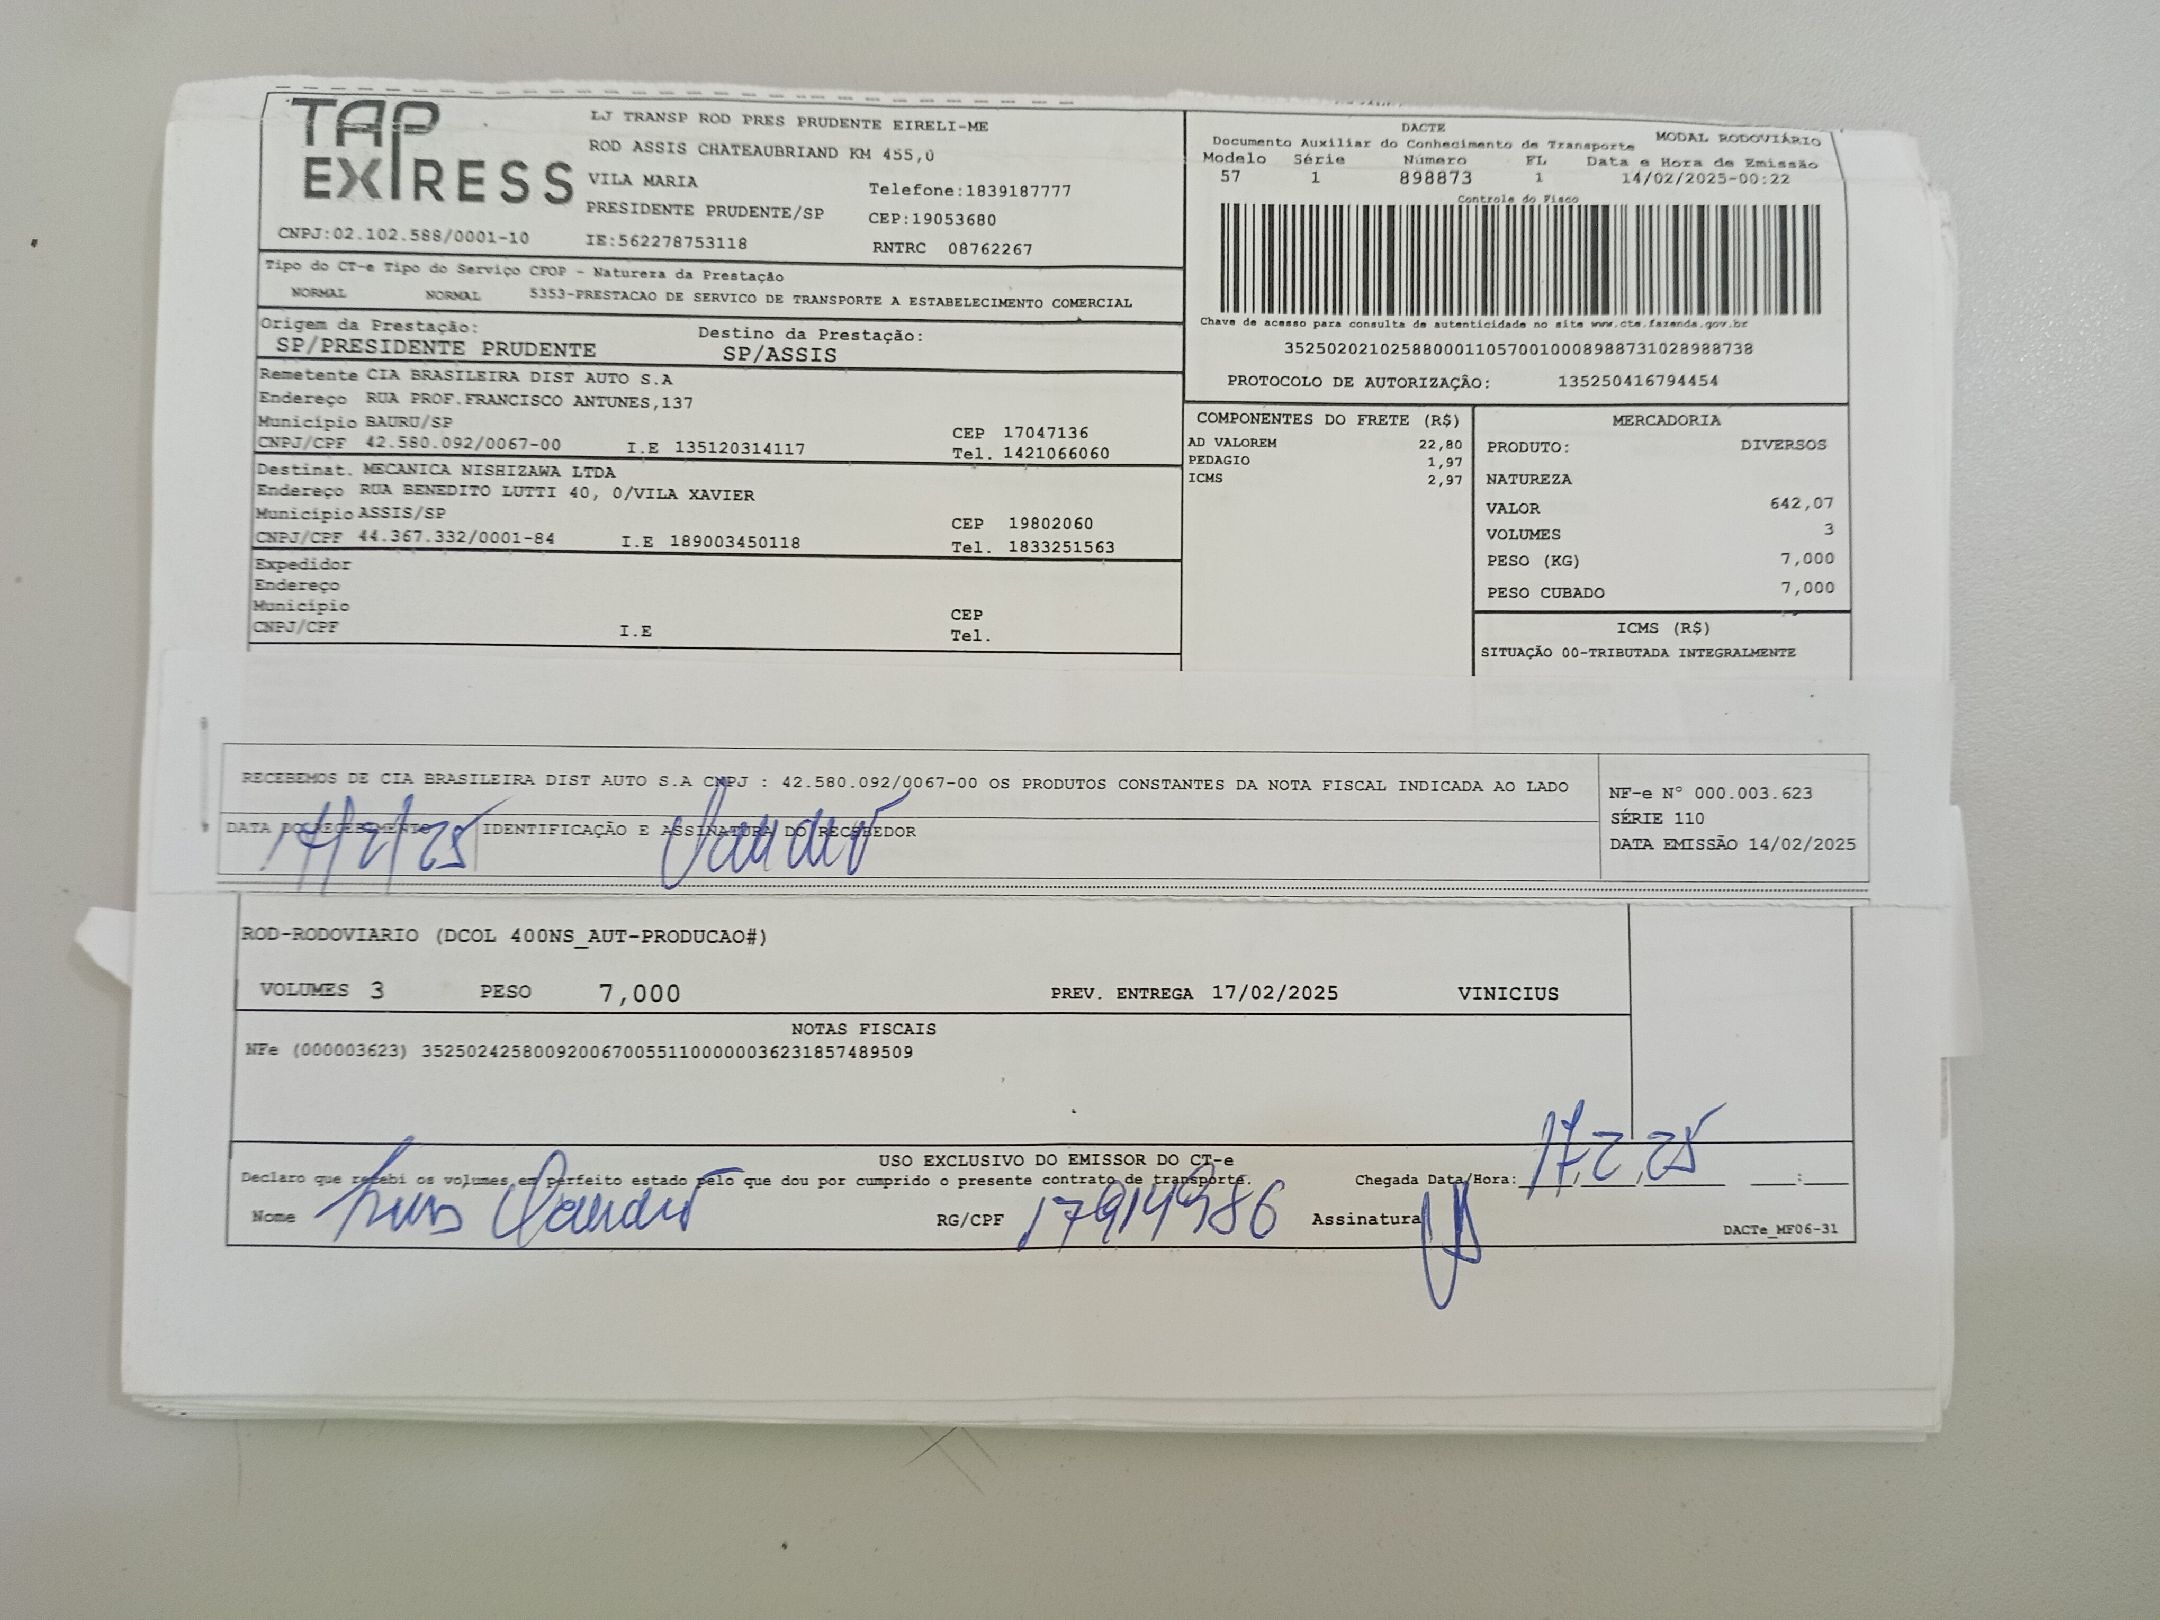 TAP EXPRESS
LJ TRANSP ROD PRES PRUDENTE EIRELI-ME
ROD ASSIS CHATEAUBRIAND KM 455,0
VILA MARIA Telefone:1839187777
PRESIDENTE PRUDENTE/SP CEP:19053680
CNPJ:02.102.588/0001-10 IE:562278753118 RNTRC 08762267
Tipo do CT-e Tipo do Serviço CFOP - Natureza da Prestação
NORMAL NORMAL 5353-PRESTACAO DE SERVICO DE TRANSPORTE A ESTABELECIMENTO COMERCIAL
Origem da Prestação: Destino da Prestação:
SP/PRESIDENTE PRUDENTE SP/ASSIS
Remetente CIA BRASILEIRA DIST AUTO S.A
Endereço RUA PROF.FRANCISCO ANTUNES,137
Município BAURU/SP CEP 17047136
CNPJ/CPF 42.580.092/0067-00 I.E 135120314117 Tel. 1421066060
Destinat. MECANICA NISHIZAWA LTDA
Endereço RUA BENEDITO LUTTI 40, 0/VILA XAVIER
Município ASSIS/SP CEP 19802060
CNPJ/CPF 44.367.332/0001-84 I.E 189003450118 Tel. 1833251563
Expedidor
Endereço
Município CEP
CNPJ/CPF I.E Tel.
DACTE
Documento Auxiliar do Conhecimento de Transporte MODAL RODOVIÁRIO
Modelo Série Número FL Data e Hora de Emissão
57 1 898873 1 14/02/2025-00:22
Controle do Fisco
Chave de acesso para consulta de autenticidade no site www.cte.fazenda.gov.br
35250202102588000110570010008988731028988738
PROTOCOLO DE AUTORIZAÇÃO: 135250416794454
COMPONENTES DO FRETE (R$)
AD VALOREM 22,80
PEDAGIO 1,97
ICMS 2,97
MERCADORIA
PRODUTO: DIVERSOS
NATUREZA
VALOR 642,07
VOLUMES 3
PESO (KG) 7,000
PESO CUBADO 7,000
ICMS (R$)
SITUAÇÃO 00-TRIBUTADA INTEGRALMENTE
RECEBEMOS DE CIA BRASILEIRA DIST AUTO S.A CNPJ : 42.580.092/0067-00 OS PRODUTOS CONSTANTES DA NOTA FISCAL INDICADA AO LADO
DATA DO RECEBIMENTO IDENTIFICAÇÃO E ASSINATURA DO RECEBEDOR
17/2/25
NF-e N° 000.003.623
SÉRIE 110
DATA EMISSÃO 14/02/2025
ROD-RODOVIARIO (DCOL 400NS_AUT-PRODUCAO#)
VOLUMES 3 PESO 7,000 PREV. ENTREGA 17/02/2025 VINICIUS
NOTAS FISCAIS
NFe (000003623) 35250242580092006700551100000036231857489509
USO EXCLUSIVO DO EMISSOR DO CT-e
Declaro que recebi os volumes em perfeito estado pelo que dou por cumprido o presente contrato de transporte. Chegada Data/Hora: 17,2,25 :
Nome RG/CPF 17914986 Assinatura
DACTe_MF06-31